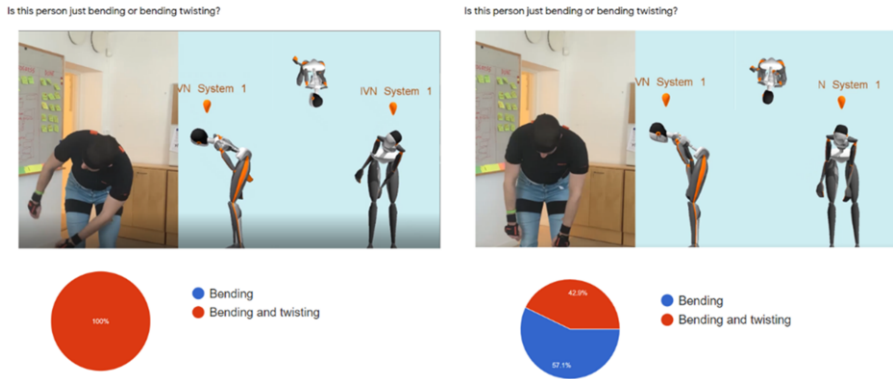 Is this person just bending or bending twisting?
VN System 1
IVN System 1
100%
Bending
Bending and twisting
Is this person just bending or bending twisting?
VN System 1
N System 1
42.9%
57.1%
Bending
Bending and twisting